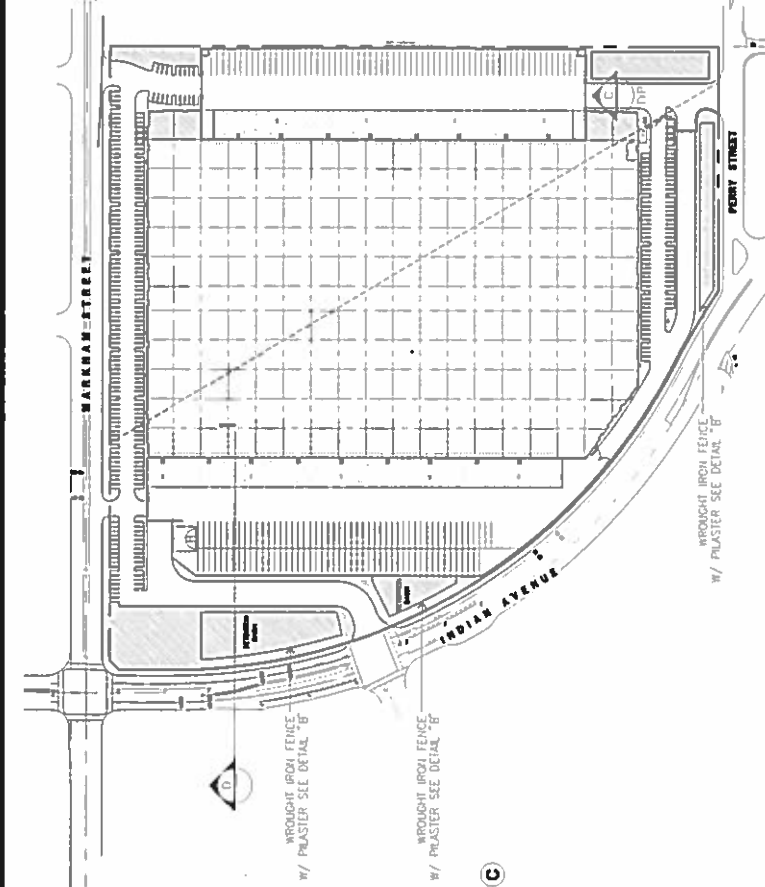 MARKHAM STREET
PERRY STREET
INDIAN AVENUE
WROUGHT IRON FENCE
W/ PILASTER SEE DETAIL "B"
WROUGHT IRON FENCE
W/ PILASTER SEE DETAIL "B"
WROUGHT IRON FENCE
W/ PILASTER SEE DETAIL "B"
C
D
C